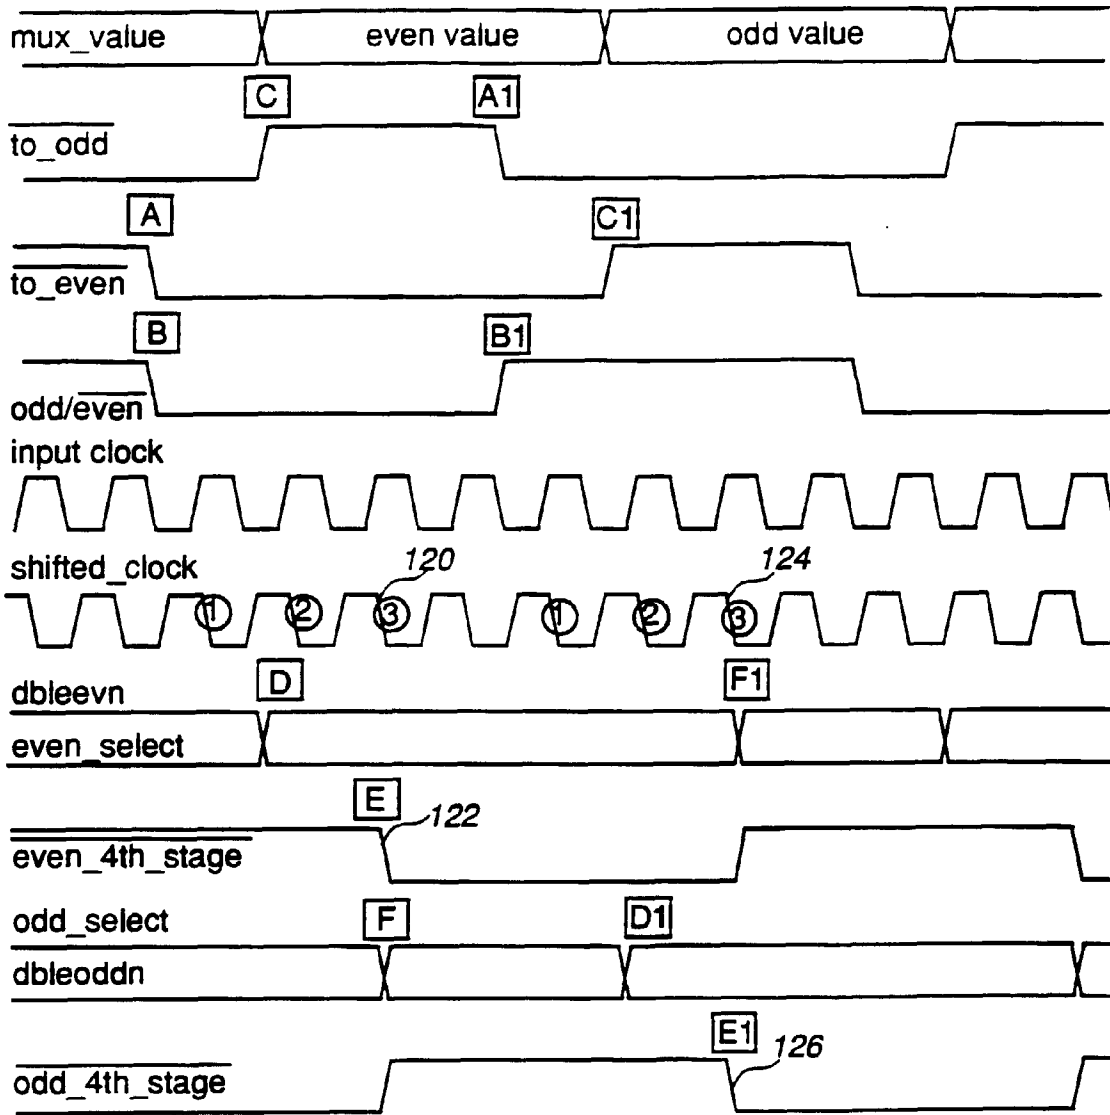 mux_value even value odd value
C A1
to_odd
A C1
to_even
B B1
odd/even
input clock
shifted_clock 120 124
1 2 3 1 2 3
dbleevn D F1
even_select
E 122
even_4th_stage
odd_select F D1
dbleoddn
E1 126
odd_4th_stage